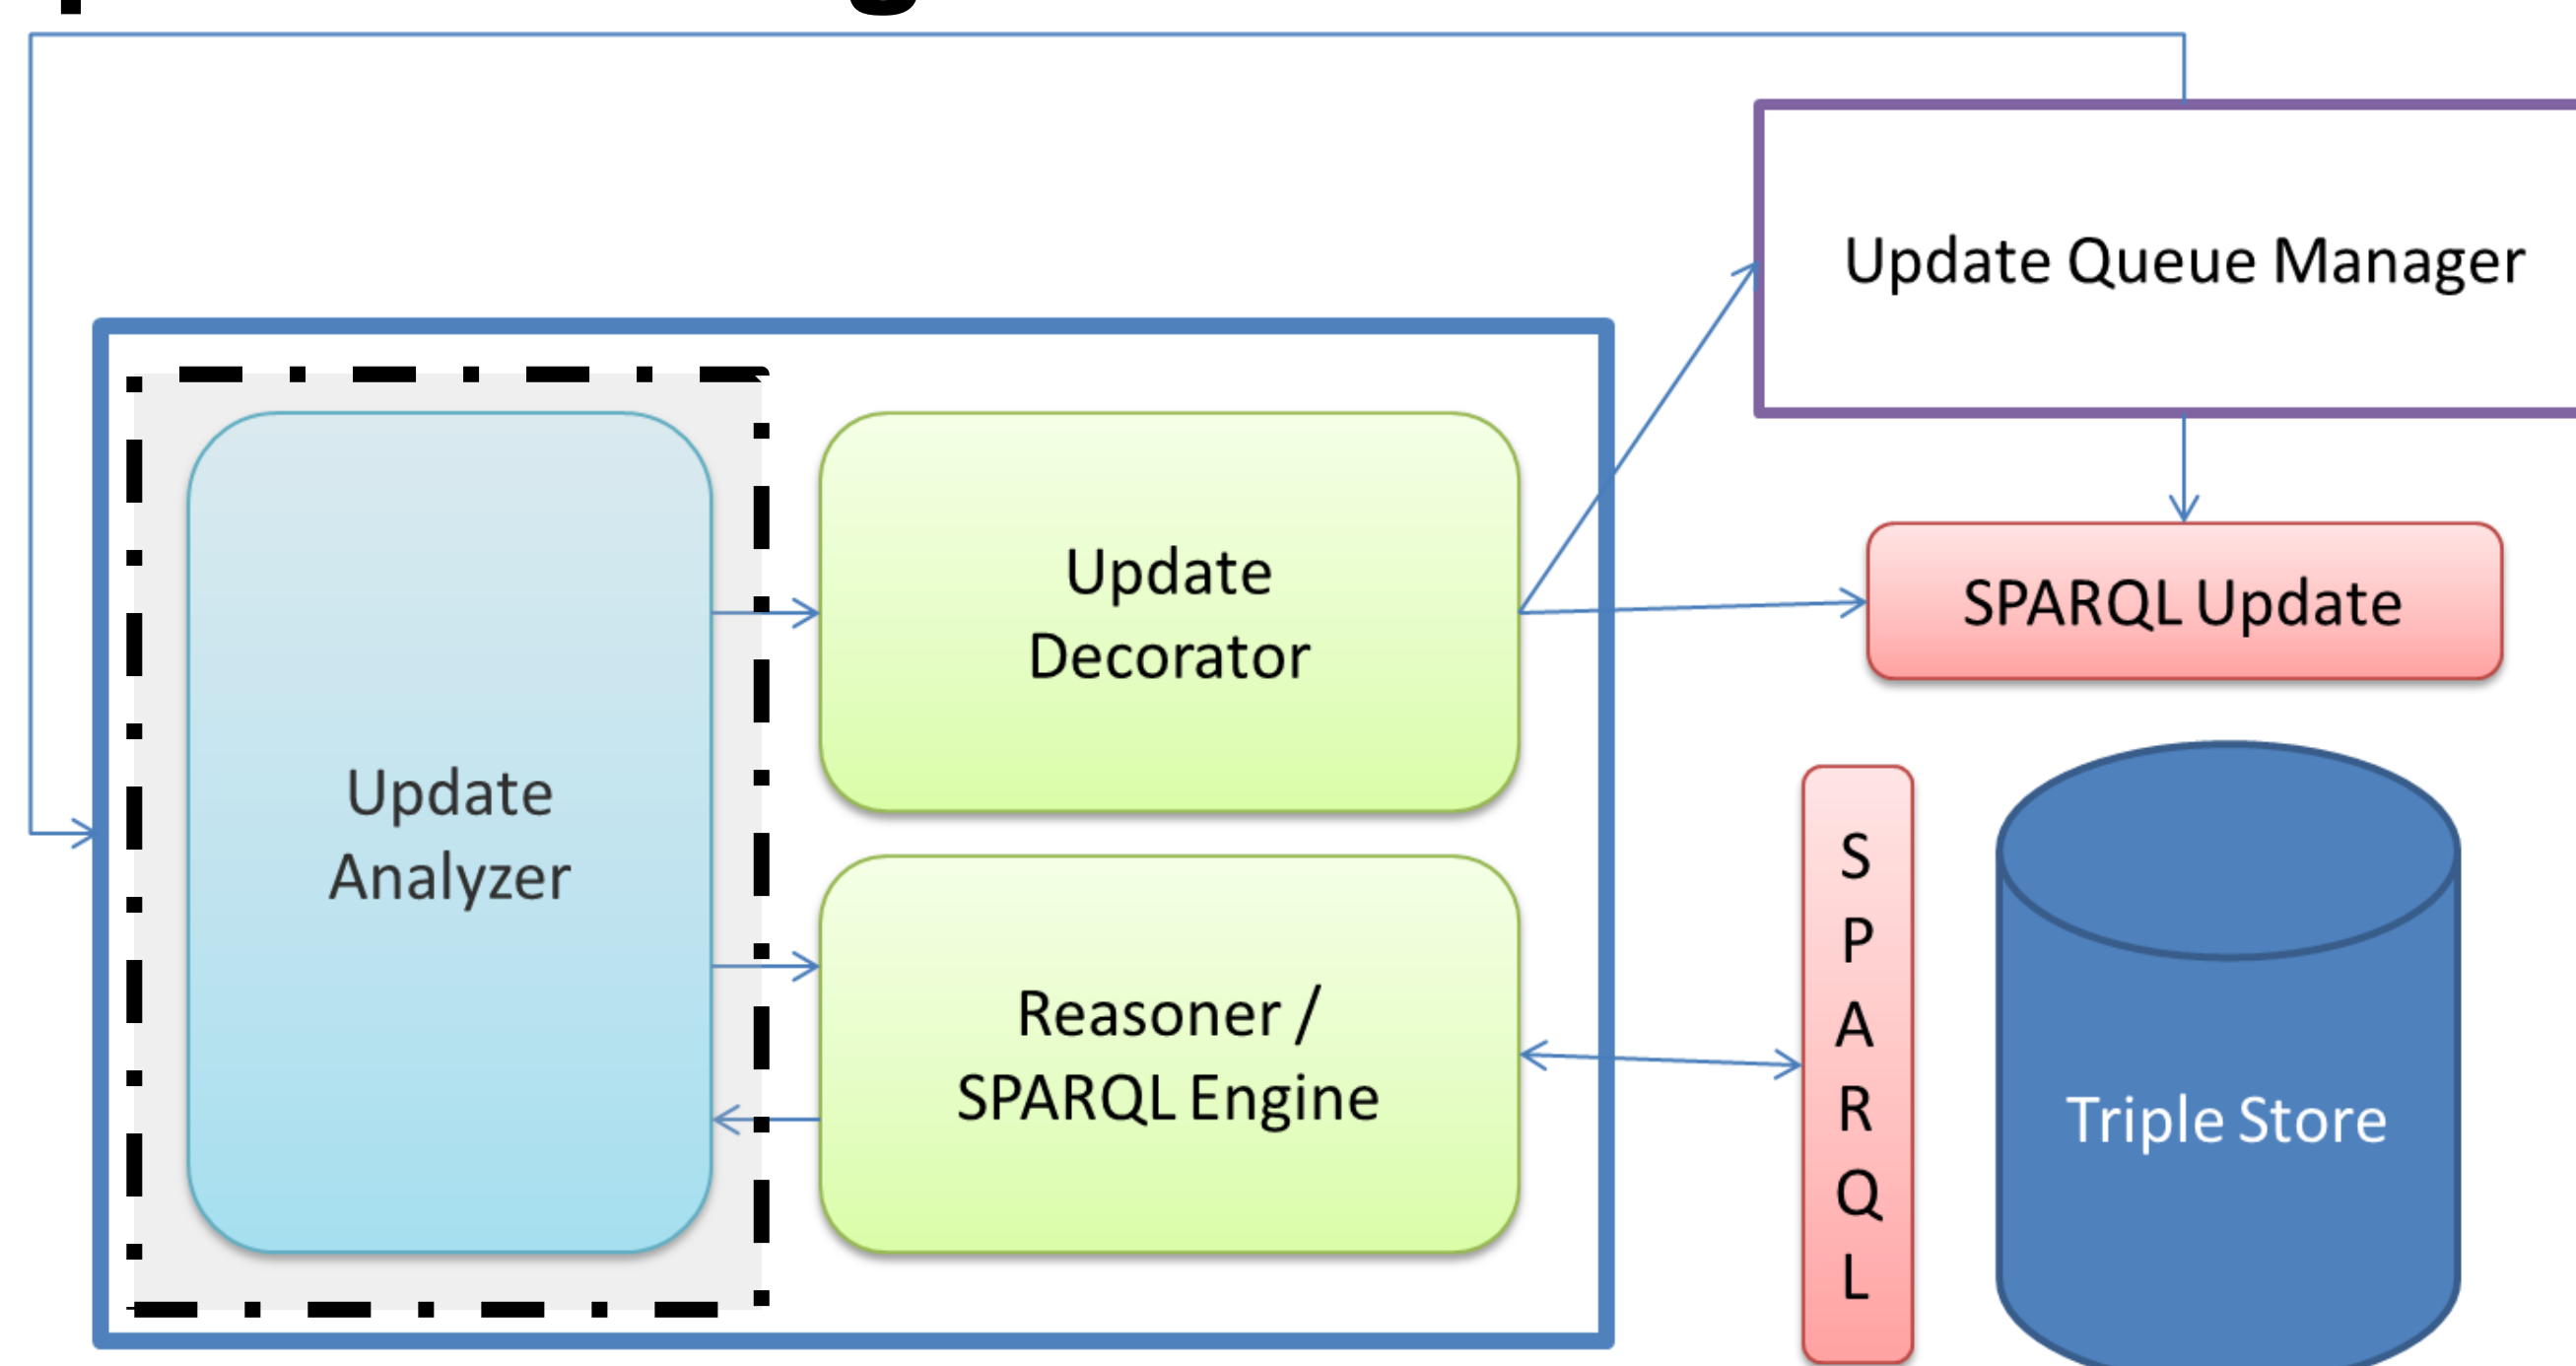 Update Queue Manager
Update
Decorator
SPARQL Update
Update
Analyzer
Reasoner /
SPARQL Engine
S
P
A
R
Q
L
Triple Store